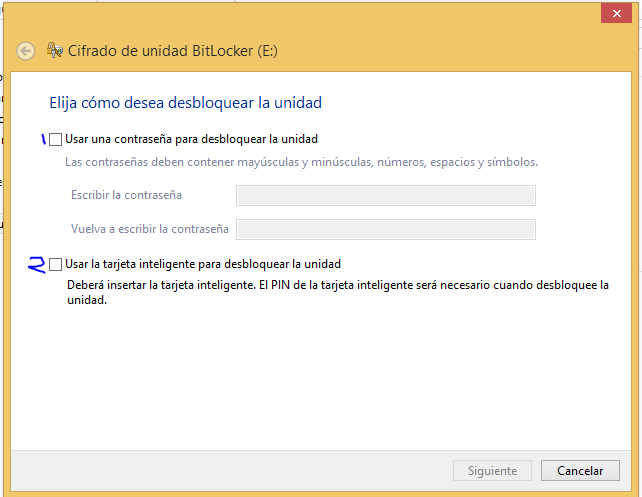 Cifrado de unidad BitLocker (E:)
Elija cómo desea desbloquear la unidad
1 Usar una contraseña para desbloquear la unidad
Las contraseñas deben contener mayúsculas y minúsculas, números, espacios y símbolos.
Escribir la contraseña
Vuelva a escribir la contraseña
2 Usar la tarjeta inteligente para desbloquear la unidad
Deberá insertar la tarjeta inteligente. El PIN de la tarjeta inteligente será necesario cuando desbloquee la
unidad.
Siguiente Cancelar